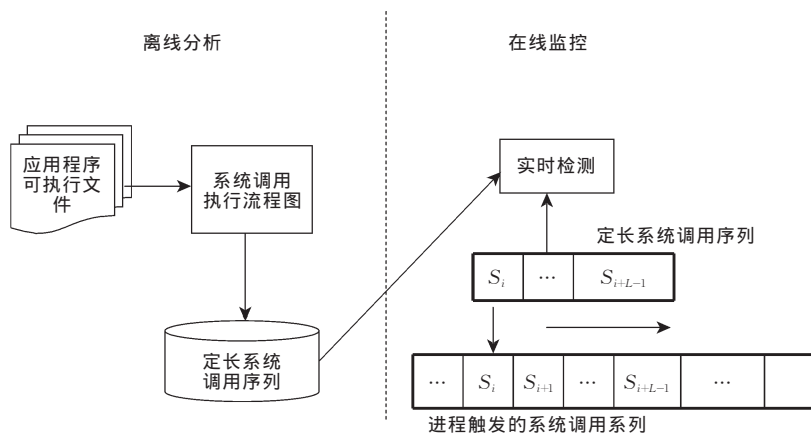 离线分析
在线监控
应用程序
可执行文
件
系统调用
执行流程图
定长系统
调用序列
实时检测
定长系统调用序列
S_i ... S_{i+L-1}
... S_i S_{i+1} ... S_{i+L-1} ...
进程触发的系统调用系列